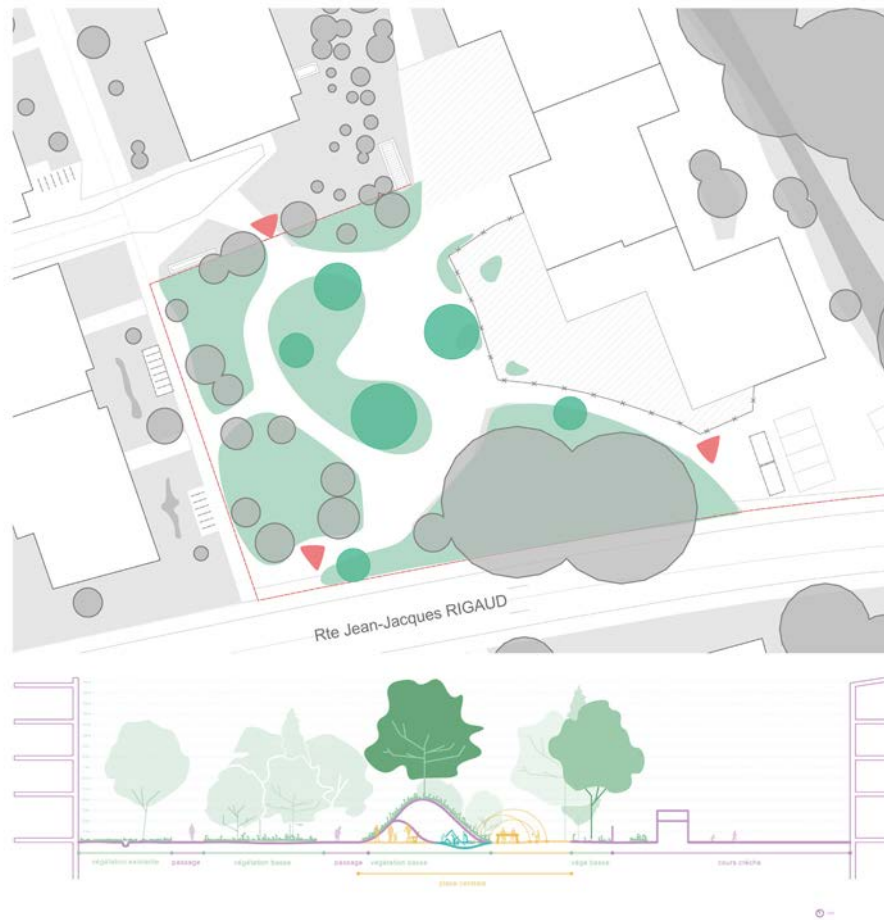 Rte Jean-Jacques RIGAUD
végétation existante
passage
végétation basse
passage
végétation basse
végé basse
cours crèche
place centrale